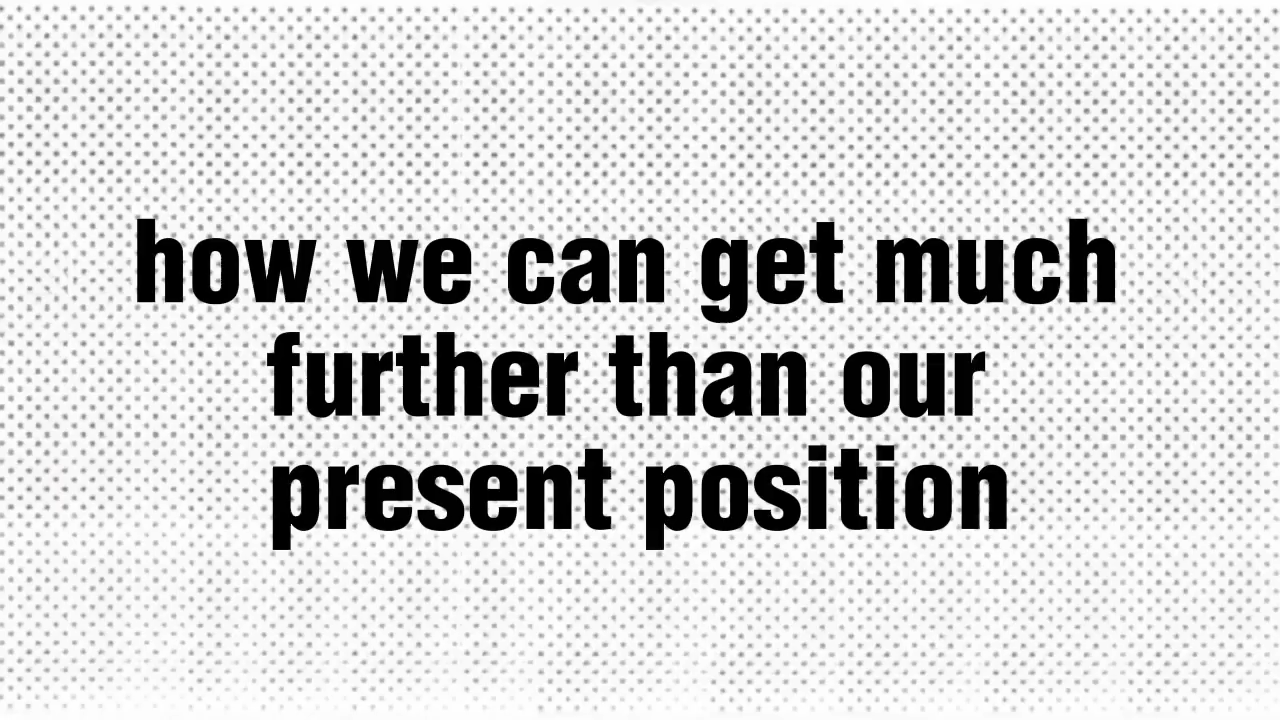 how we can get much
further than our
present position